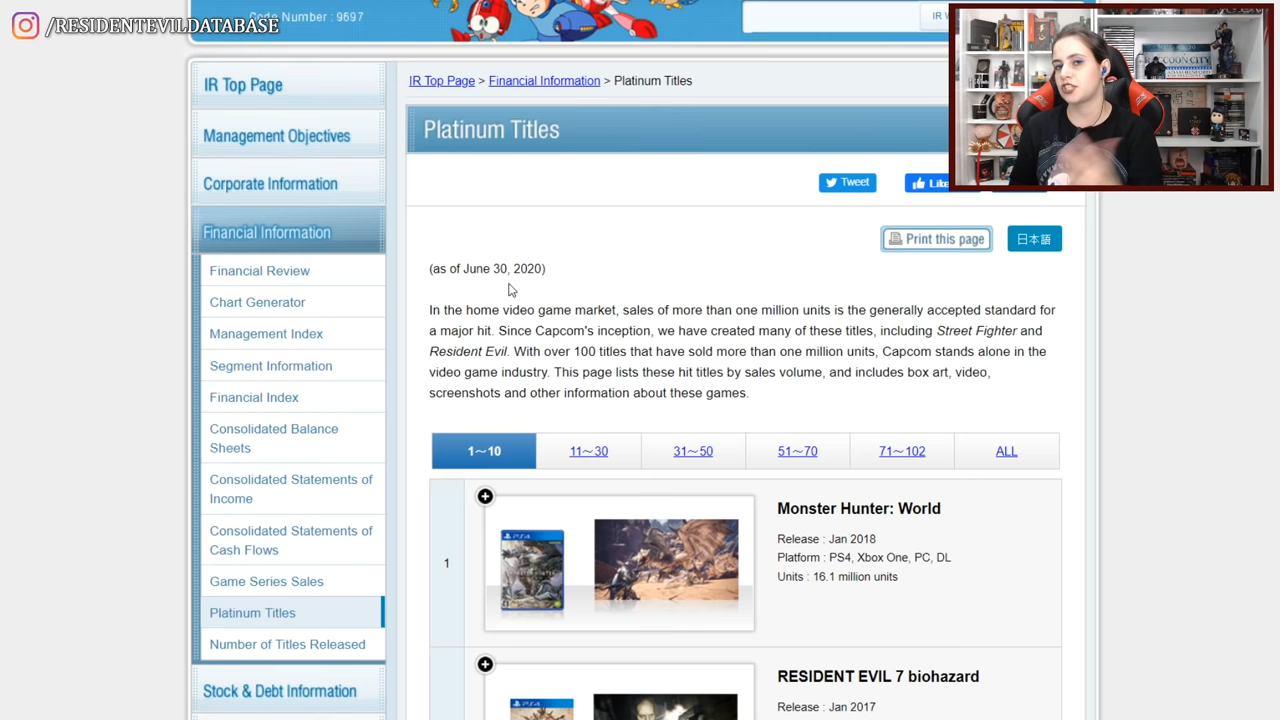 /RESIDENTEVILDATABASE
Code Number : 9697
IR Top Page
Management Objectives
Corporate Information
Financial Information
Financial Review
Chart Generator
Management Index
Segment Information
Financial Index
Consolidated Balance
Sheets
Consolidated Statements of
Income
Consolidated Statements of
Cash Flows
Game Series Sales
Platinum Titles
Number of Titles Released
Stock & Debt Information
IR Top Page > Financial Information > Platinum Titles
Platinum Titles
Tweet
Like
Print this page
日本語
(as of June 30, 2020)
In the home video game market, sales of more than one million units is the generally accepted standard for
a major hit. Since Capcom's inception, we have created many of these titles, including Street Fighter and
Resident Evil. With over 100 titles that have sold more than one million units, Capcom stands alone in the
video game industry. This page lists these hit titles by sales volume, and includes box art, video,
screenshots and other information about these games.
1～10 11～30 31～50 51～70 71～102 ALL
1
PS4
Monster Hunter: World
Release : Jan 2018
Platform : PS4, Xbox One, PC, DL
Units : 16.1 million units
PS4
RESIDENT EVIL 7 biohazard
Release : Jan 2017
RACCOON CITY